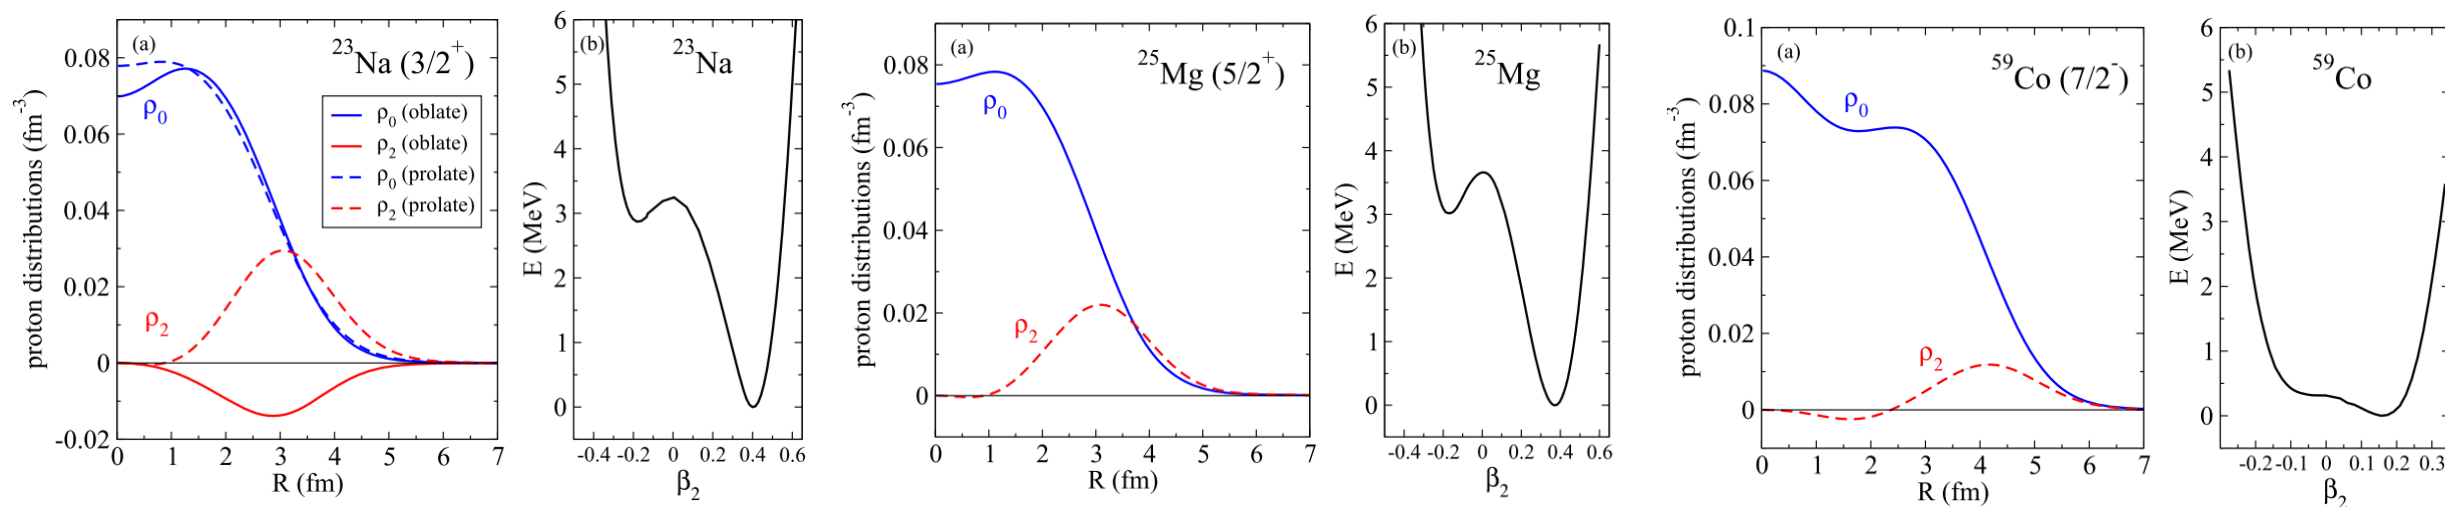 (a)
²³Na (3/2⁺)
ρ₀
ρ₀ (oblate)
ρ₂ (oblate)
ρ₀ (prolate)
ρ₂ (prolate)
ρ₂
proton distributions (fm⁻³)
0.08
0.06
0.04
0.02
0
-0.02
0 1 2 3 4 5 6 7
R (fm)
(b)
²³Na
E (MeV)
6
5
4
3
2
1
0
-0.4 -0.2 0 0.2 0.4 0.6
β₂
(a)
²⁵Mg (5/2⁺)
ρ₀
ρ₂
proton distributions (fm⁻³)
0.08
0.06
0.04
0.02
0
0 1 2 3 4 5 6 7
R (fm)
(b)
²⁵Mg
E (MeV)
6
5
4
3
2
1
0
-0.4 -0.2 0 0.2 0.4 0.6
β₂
(a)
⁵⁹Co (7/2⁻)
ρ₀
ρ₂
proton distributions (fm⁻³)
0.1
0.08
0.06
0.04
0.02
0
0 1 2 3 4 5 6 7
R (fm)
(b)
⁵⁹Co
E (MeV)
6
5
4
3
2
1
0
-0.2 -0.1 0 0.1 0.2 0.3
β₂